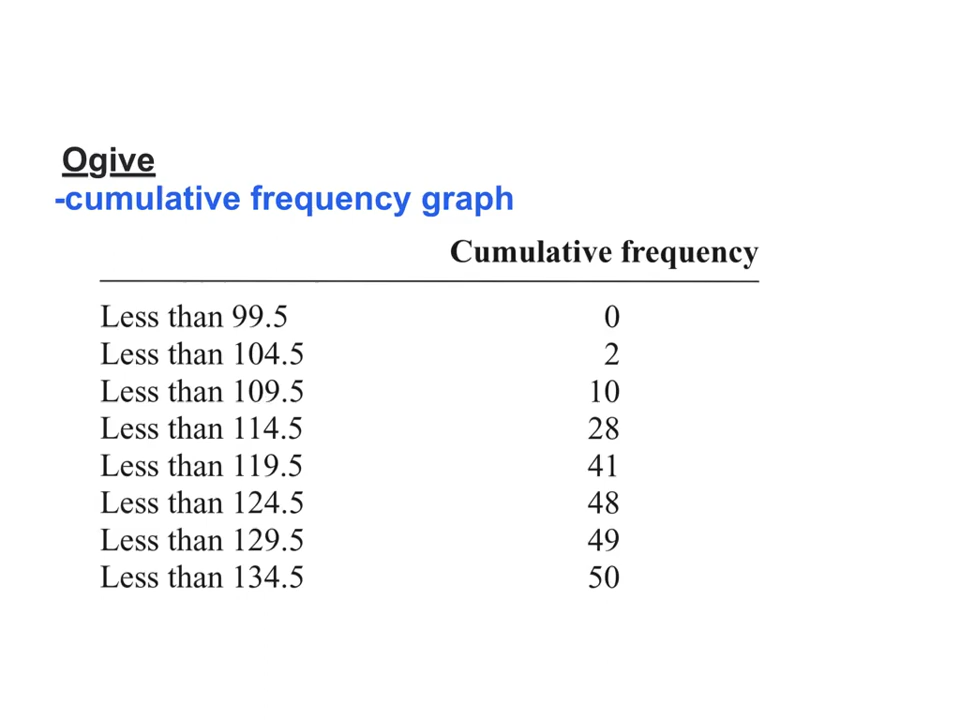 Ogive
-cumulative frequency graph
Cumulative frequency
Less than 99.5 0
Less than 104.5 2
Less than 109.5 10
Less than 114.5 28
Less than 119.5 41
Less than 124.5 48
Less than 129.5 49
Less than 134.5 50